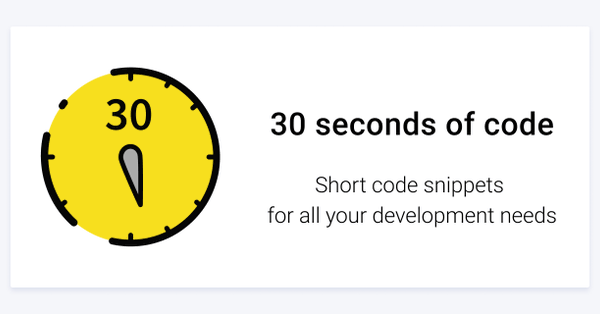 30
30 seconds of code
Short code snippets
for all your development needs